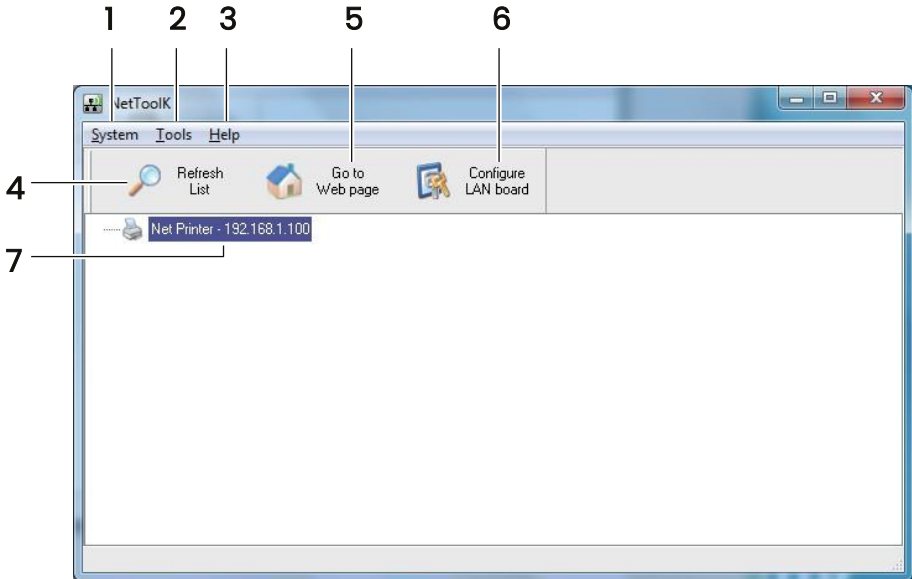 1 2 3 5 6
NetToolK
System Tools Help
4
Refresh
List
Go to
Web page
Configure
LAN board
Net Printer - 192.168.1.100
7